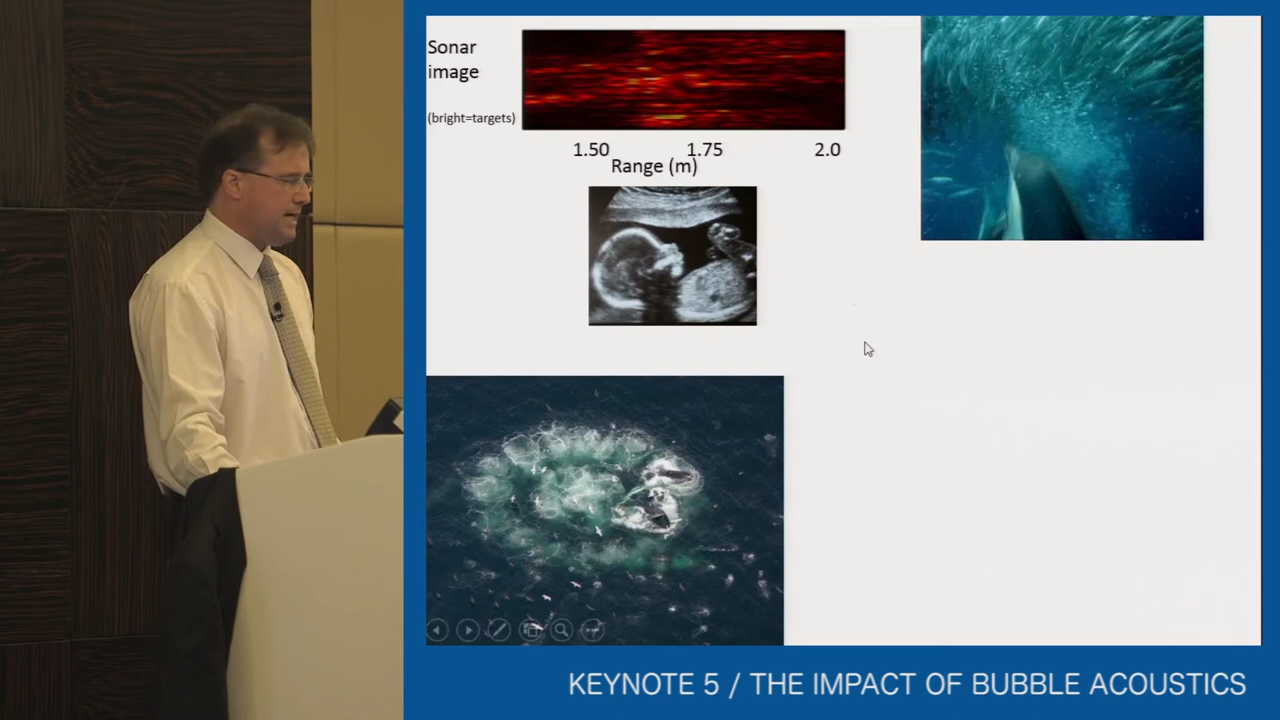 Sonar
image
(bright=targets)
1.50 1.75 2.0
Range (m)
KEYNOTE 5 / THE IMPACT OF BUBBLE ACOUSTICS